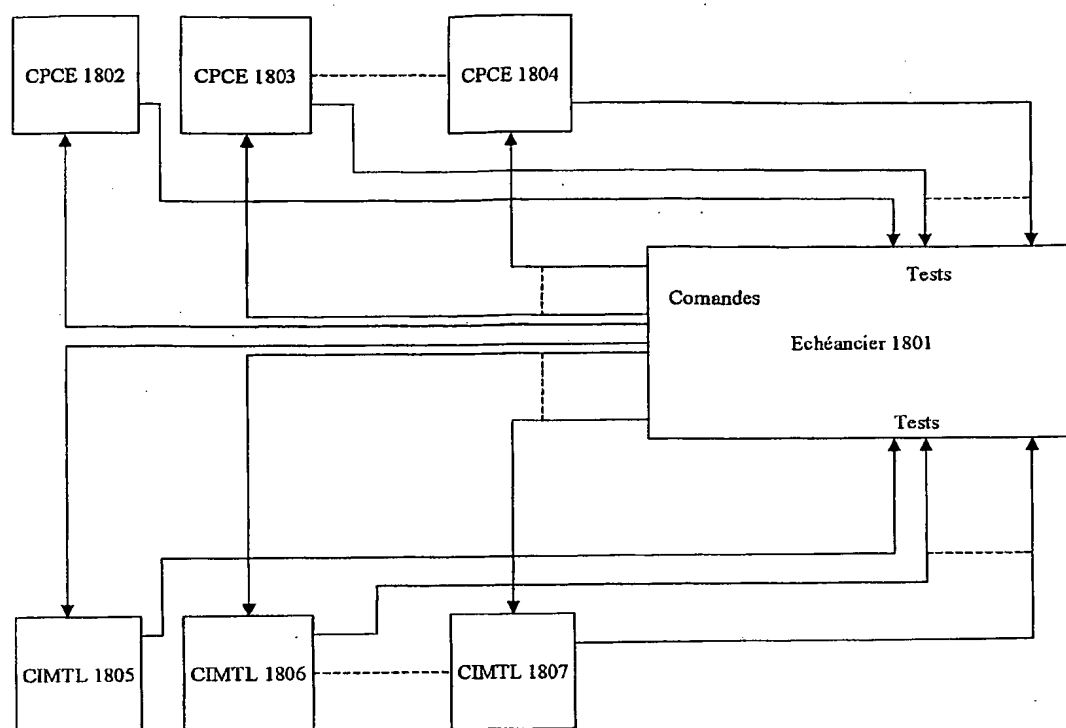 CPCE 1802
CPCE 1803
CPCE 1804
Tests
Comandes
Echéancier 1801
Tests
CIMTL 1805
CIMTL 1806
CIMTL 1807